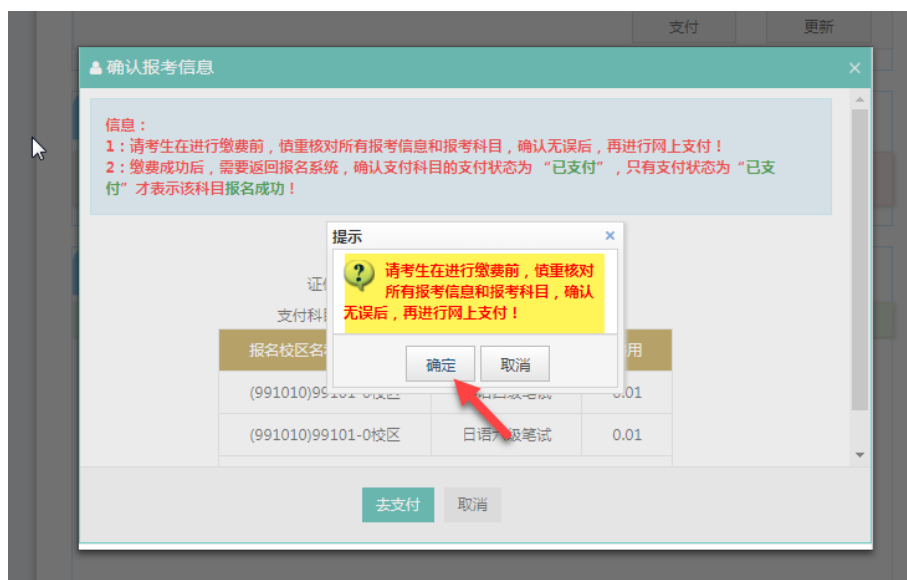 支付 更新
确认报考信息 ×
信息：
1：请考生在进行缴费前，慎重核对所有报考信息和报考科目，确认无误后，再进行网上支付！
2：缴费成功后，需要返回报名系统，确认支付科目的支付状态为 “已支付” ，只有支付状态为 “已支
付” 才表示该科目报名成功！
提示 ×
请考生在进行缴费前，慎重核对
所有报考信息和报考科目，确认
无误后，再进行网上支付！
确定 取消
支付科
报名校区名 用
(991010)99101-0校区 0.01
(991010)99101-0校区 日语六级笔试 0.01
去支付 取消